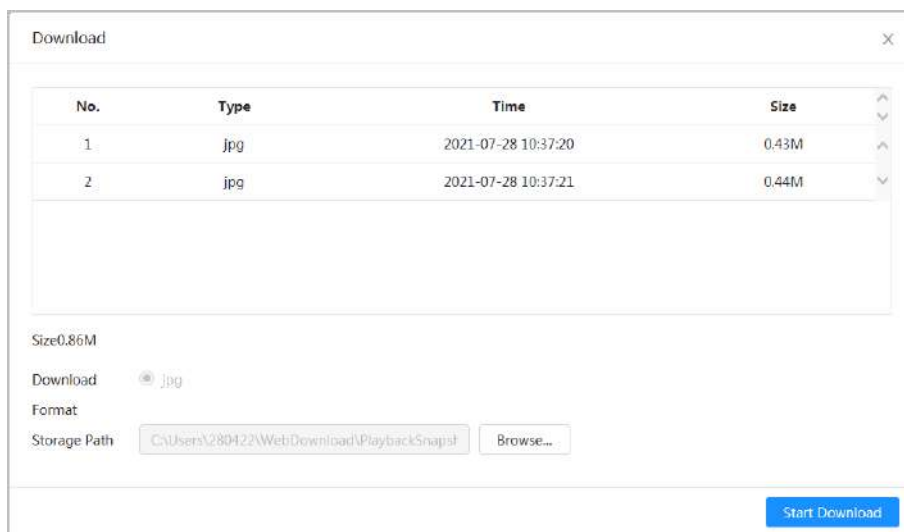 Download
No. Type Time Size
1 jpg 2021-07-28 10:37:20 0.43M
2 jpg 2021-07-28 10:37:21 0.44M
Size0.86M
Download jpg
Format
Storage Path C:\Users\280422\WebDownload\PlaybackSnapsh Browse...
Start Download